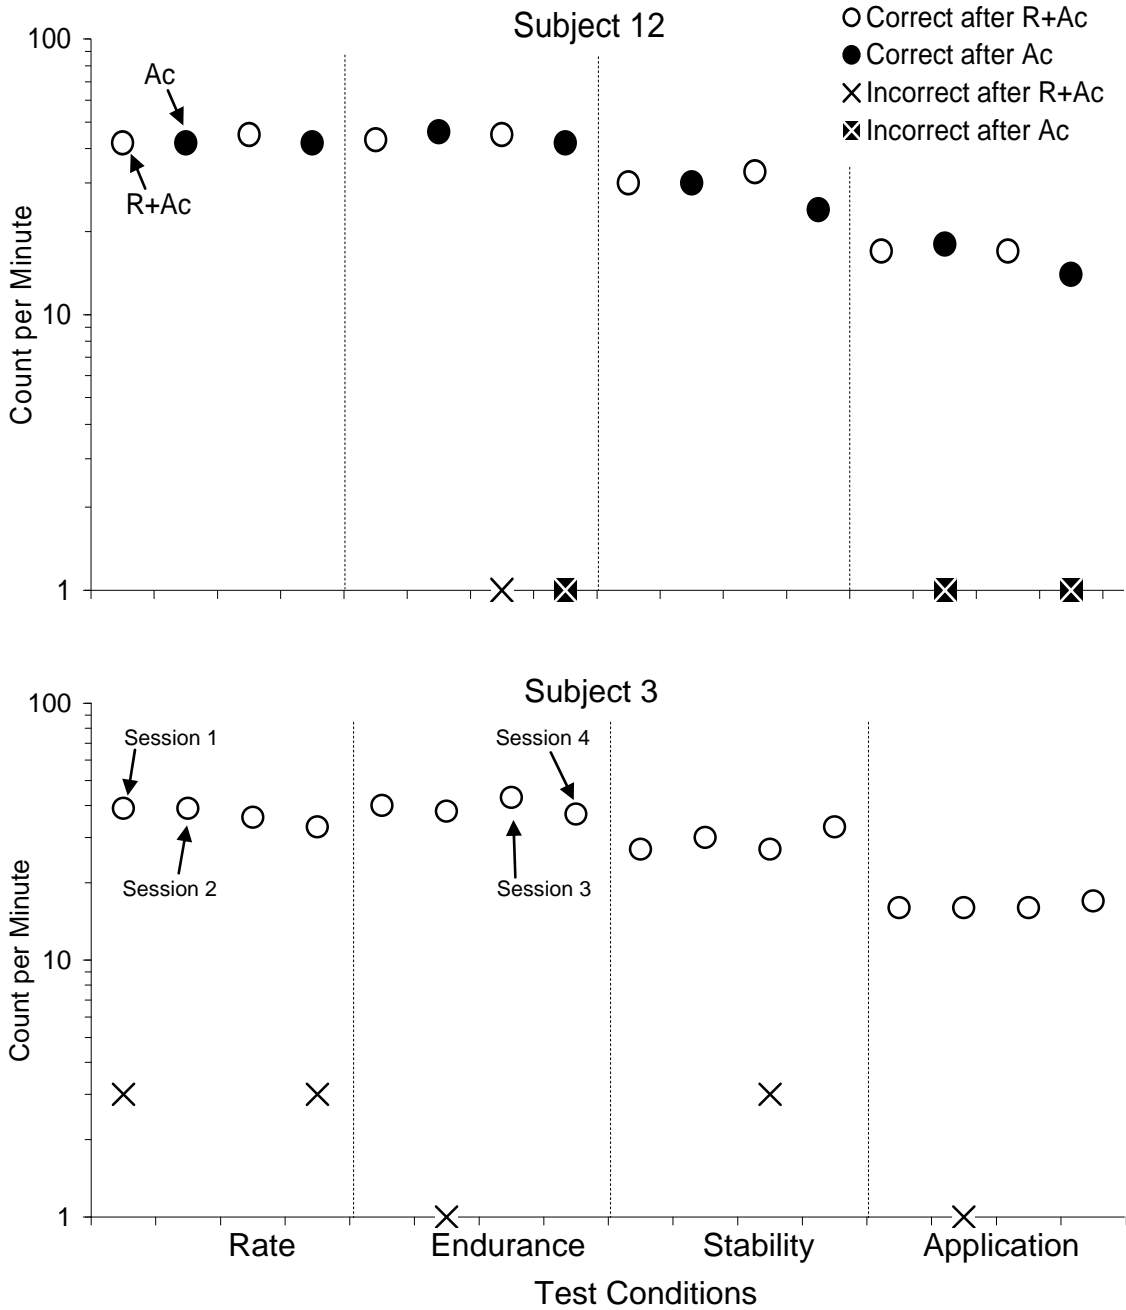 Subject 12
Correct after R+Ac
Correct after Ac
Incorrect after R+Ac
Incorrect after Ac
100
Ac
R+Ac
10
1
Count per Minute
Subject 3
100
Session 1
Session 4
Session 2
Session 3
10
1
Count per Minute
Rate
Endurance
Stability
Application
Test Conditions